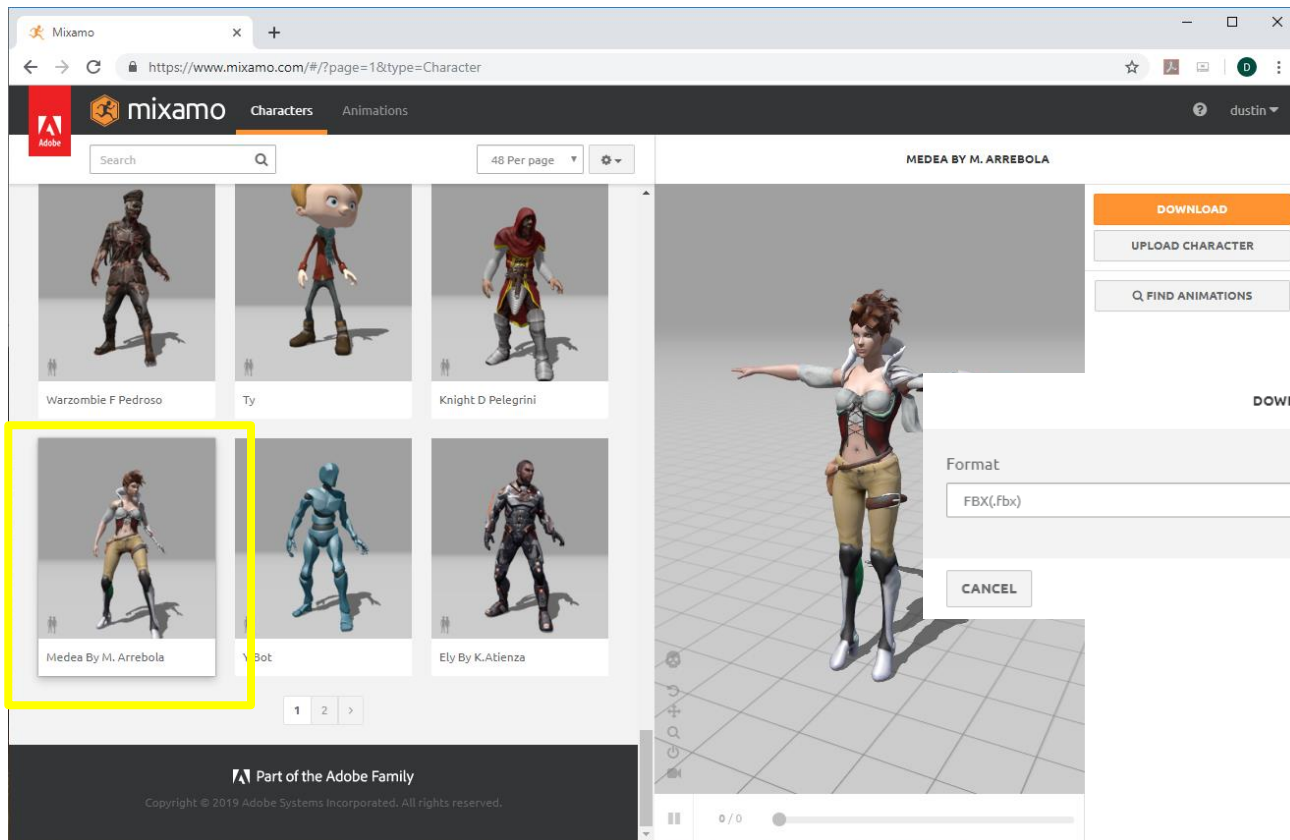 Mixamo
https://www.mixamo.com/#/?page=1&type=Character
D
Adobe
mixamo
Characters
Animations
dustin
Search
48 Per page
MEDEA BY M. ARREBOLA
DOWNLOAD
UPLOAD CHARACTER
FIND ANIMATIONS
Warzombie F Pedroso
Ty
Knight D Pelegrini
Medea By M. Arrebola
Y Bot
Ely By K.Atienza
Format
FBX(.fbx)
CANCEL
1 2 >
Part of the Adobe Family
Copyright © 2019 Adobe Systems Incorporated. All rights reserved.
0 / 0